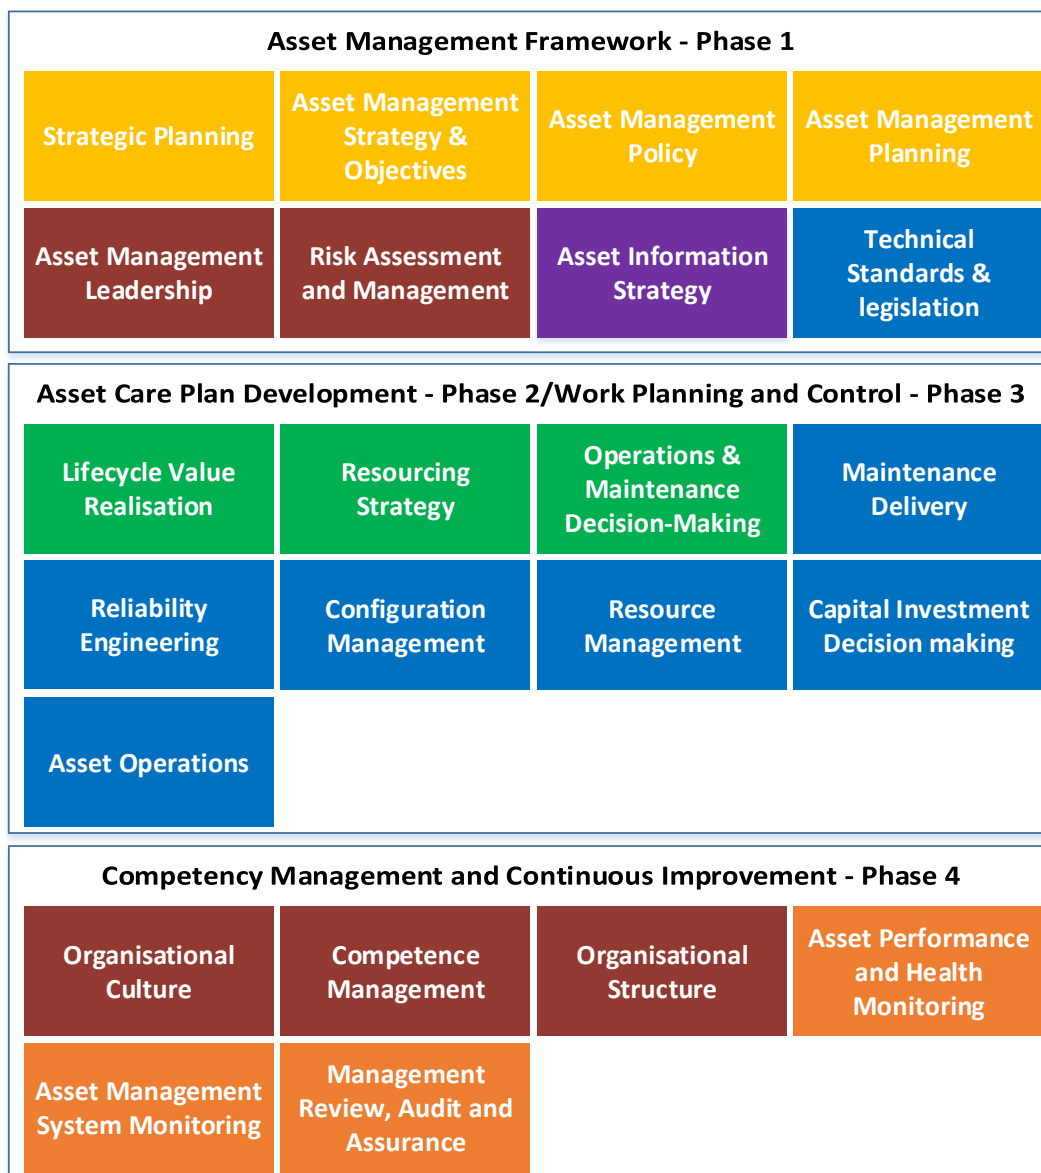 Asset Management Framework - Phase 1
Strategic Planning
Asset Management
Strategy &
Objectives
Asset Management
Policy
Asset Management
Planning
Asset Management
Leadership
Risk Assessment
and Management
Asset Information
Strategy
Technical
Standards &
legislation
Asset Care Plan Development - Phase 2/Work Planning and Control - Phase 3
Lifecycle Value
Realisation
Resourcing
Strategy
Operations &
Maintenance
Decision-Making
Maintenance
Delivery
Reliability
Engineering
Configuration
Management
Resource
Management
Capital Investment
Decision making
Asset Operations
Competency Management and Continuous Improvement - Phase 4
Organisational
Culture
Competence
Management
Organisational
Structure
Asset Performance
and Health
Monitoring
Asset Management
System Monitoring
Management
Review, Audit and
Assurance